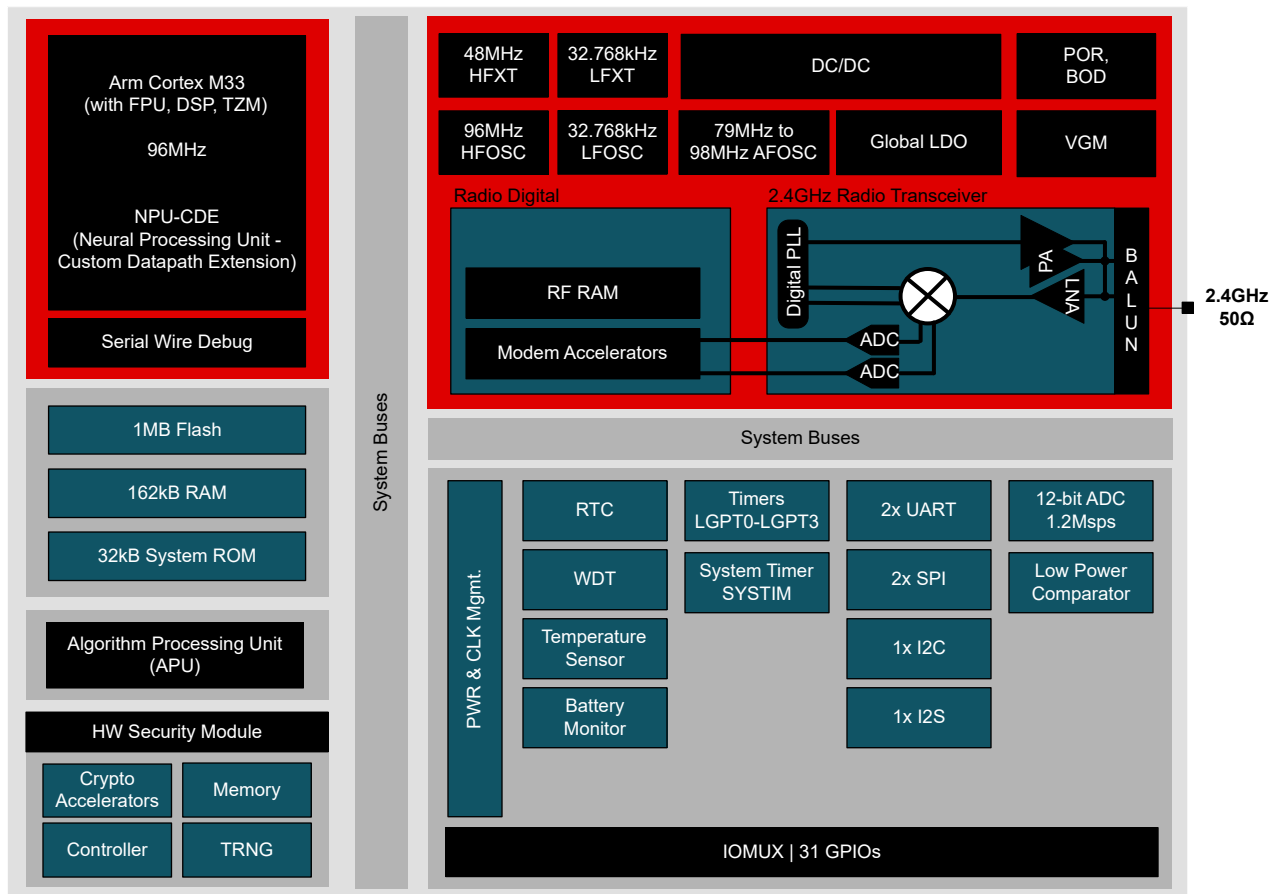 Arm Cortex M33
(with FPU, DSP, TZM)
96MHz
NPU-CDE
(Neural Processing Unit -
Custom Datapath Extension)
Serial Wire Debug
1MB Flash
162kB RAM
32kB System ROM
Algorithm Processing Unit
(APU)
HW Security Module
Crypto
Accelerators
Memory
Controller
TRNG
System Buses
48MHz
HFXT
32.768kHz
LFXT
DC/DC
POR,
BOD
96MHz
HFOSC
32.768kHz
LFOSC
79MHz to
98MHz AFOSC
Global LDO
VGM
Radio Digital
RF RAM
Modem Accelerators
2.4GHz Radio Transceiver
Digital PLL
ADC
ADC
PA
LNA
BALUN
2.4GHz
50Ω
System Buses
PWR & CLK Mgmt.
RTC
WDT
Temperature
Sensor
Battery
Monitor
Timers
LGPT0-LGPT3
System Timer
SYSTIM
2x UART
2x SPI
1x I2C
1x I2S
12-bit ADC
1.2Msps
Low Power
Comparator
IOMUX | 31 GPIOs